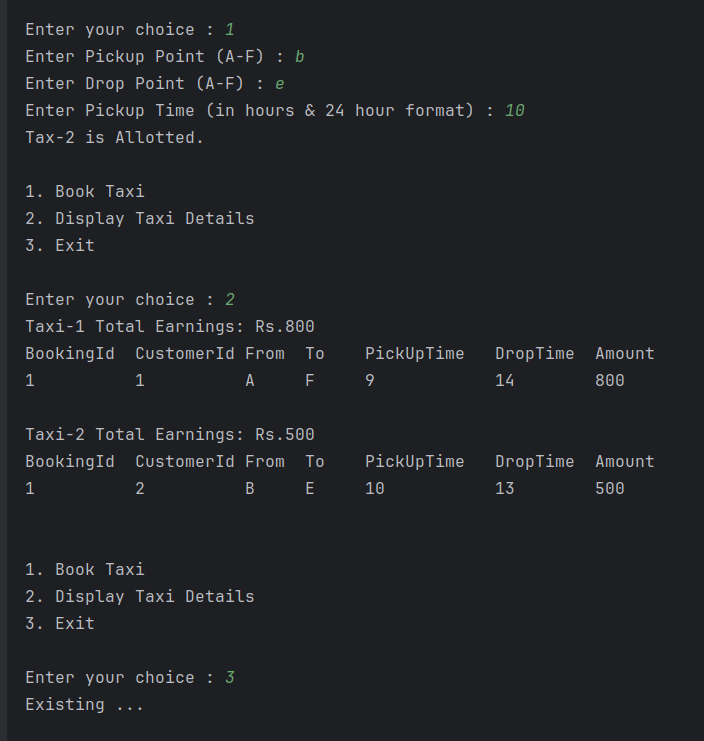 Enter your choice : 1
Enter Pickup Point (A-F) : b
Enter Drop Point (A-F) : e
Enter Pickup Time (in hours & 24 hour format) : 10
Tax-2 is Allotted.
1. Book Taxi
2. Display Taxi Details
3. Exit
Enter your choice : 2
Taxi-1 Total Earnings: Rs.800
BookingId  CustomerId From  To    PickUpTime   DropTime  Amount
1          1          A     F     9            14        800
Taxi-2 Total Earnings: Rs.500
BookingId  CustomerId From  To    PickUpTime   DropTime  Amount
1          2          B     E     10           13        500
1. Book Taxi
2. Display Taxi Details
3. Exit
Enter your choice : 3
Existing ...